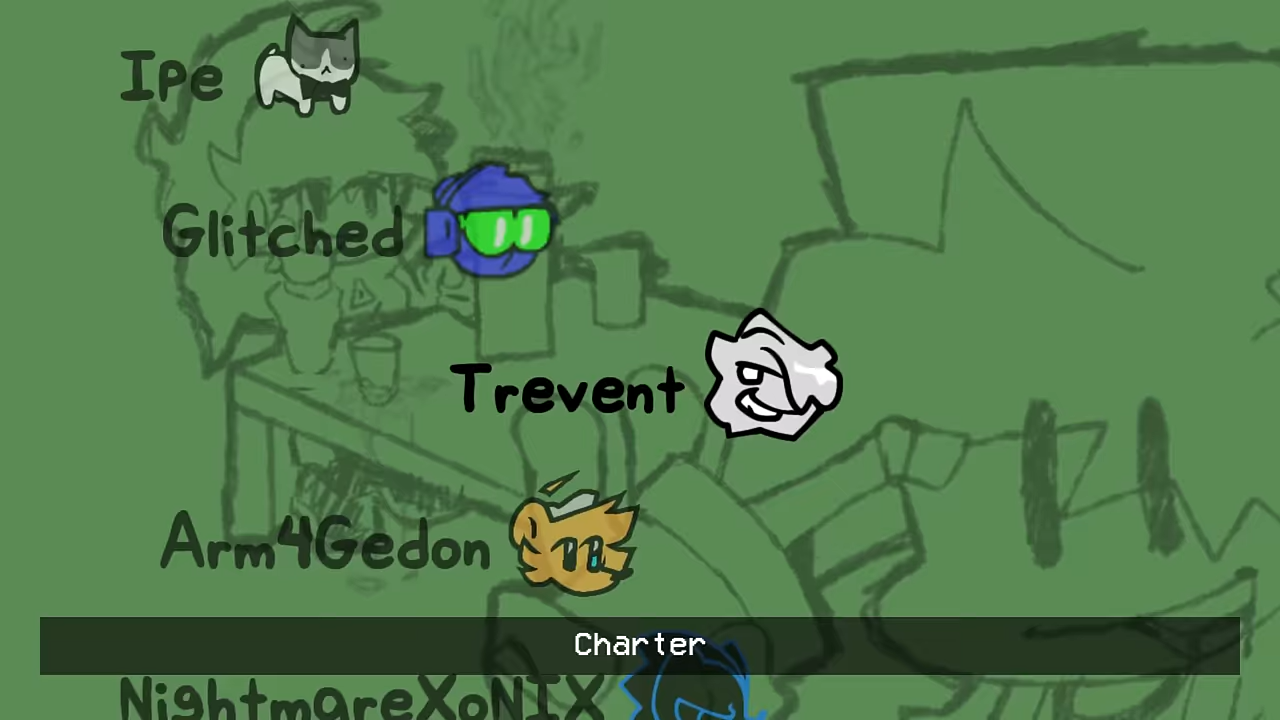 Ipe
Glitched
Trevent
Arm4Gedon
Charter
NightmareXoNIX